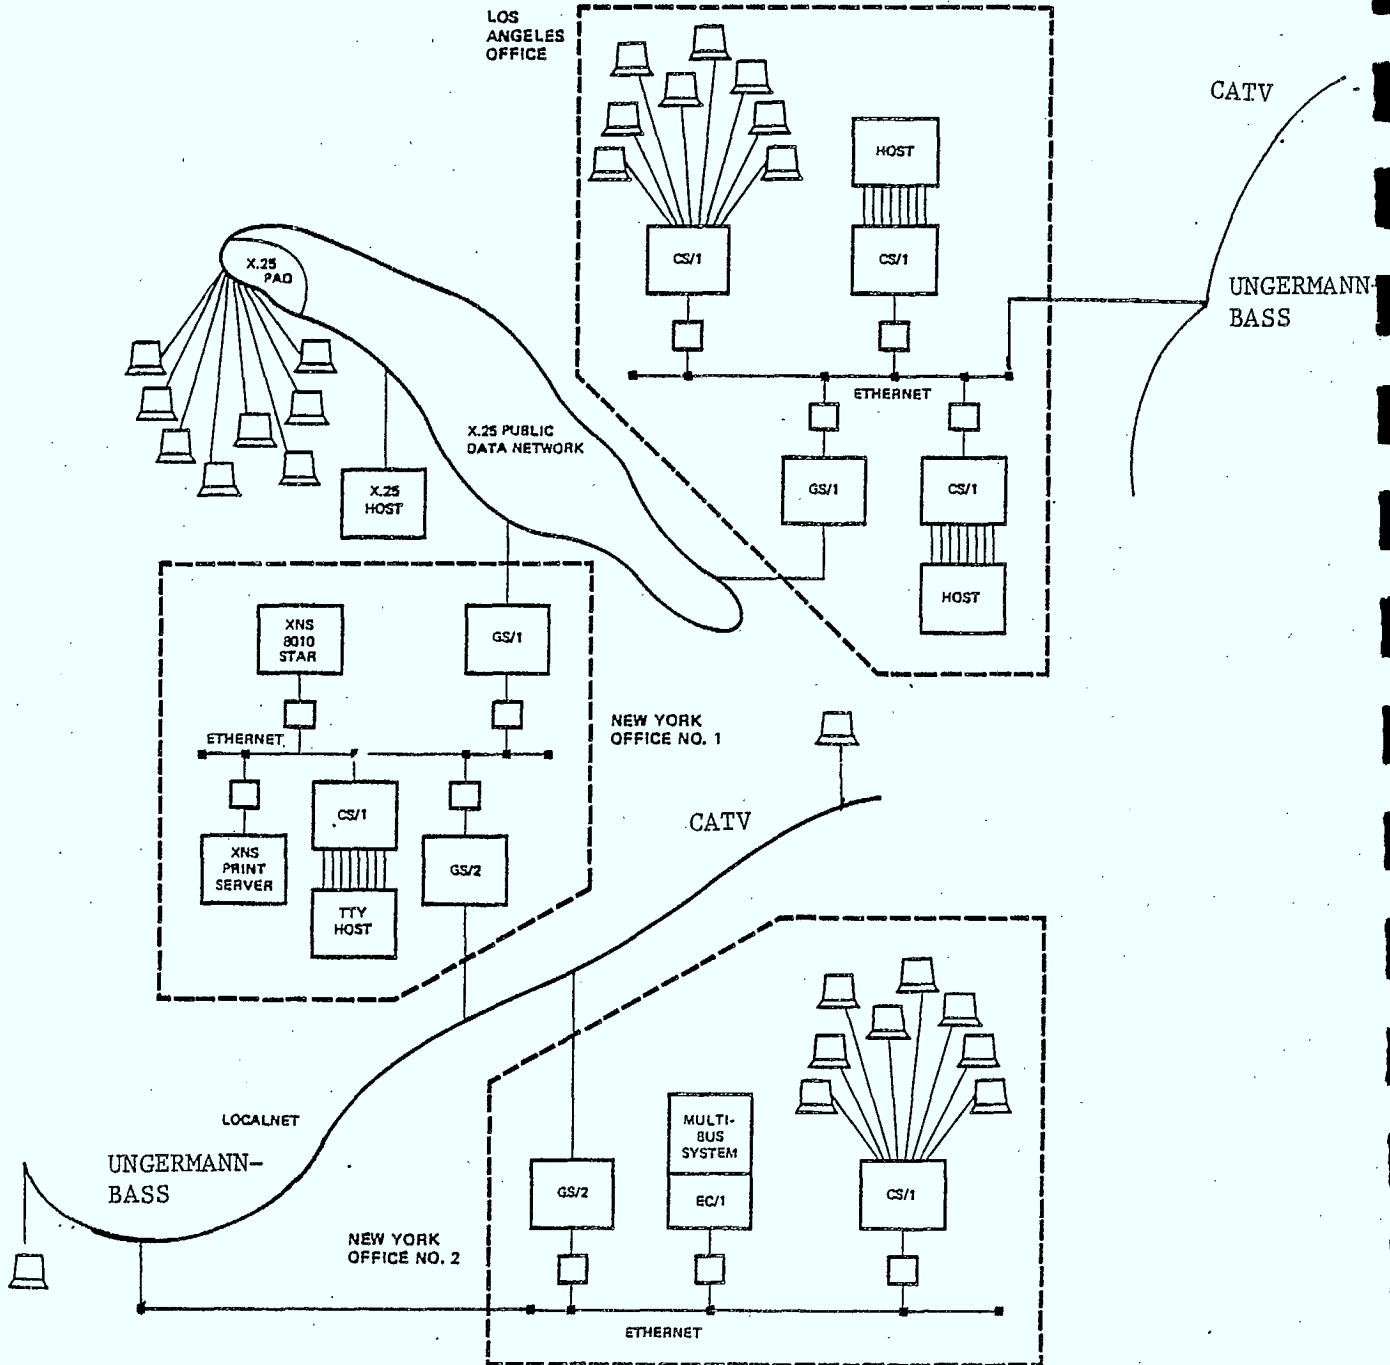 LOS
ANGELES
OFFICE
HOST
CS/1
CS/1
ETHERNET
GS/1
CS/1
HOST
CATV
UNGERMANN-
BASS
X.25
PAD
X.25
HOST
X.25 PUBLIC
DATA NETWORK
XNS
8010
STAR
GS/1
ETHERNET
XNS
PRINT
SERVER
CS/1
TTY
HOST
GS/2
NEW YORK
OFFICE NO. 1
CATV
LOCALNET
UNGERMANN-
BASS
NEW YORK
OFFICE NO. 2
GS/2
MULTI-
BUS
SYSTEM
EC/1
CS/1
ETHERNET